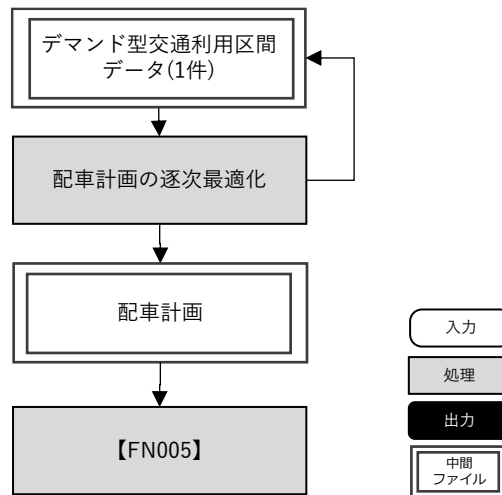 デマンド型交通利用区間
データ(1件)
配車計画の逐次最適化
配車計画
【FN005】
入力
処理
出力
中間
ファイル